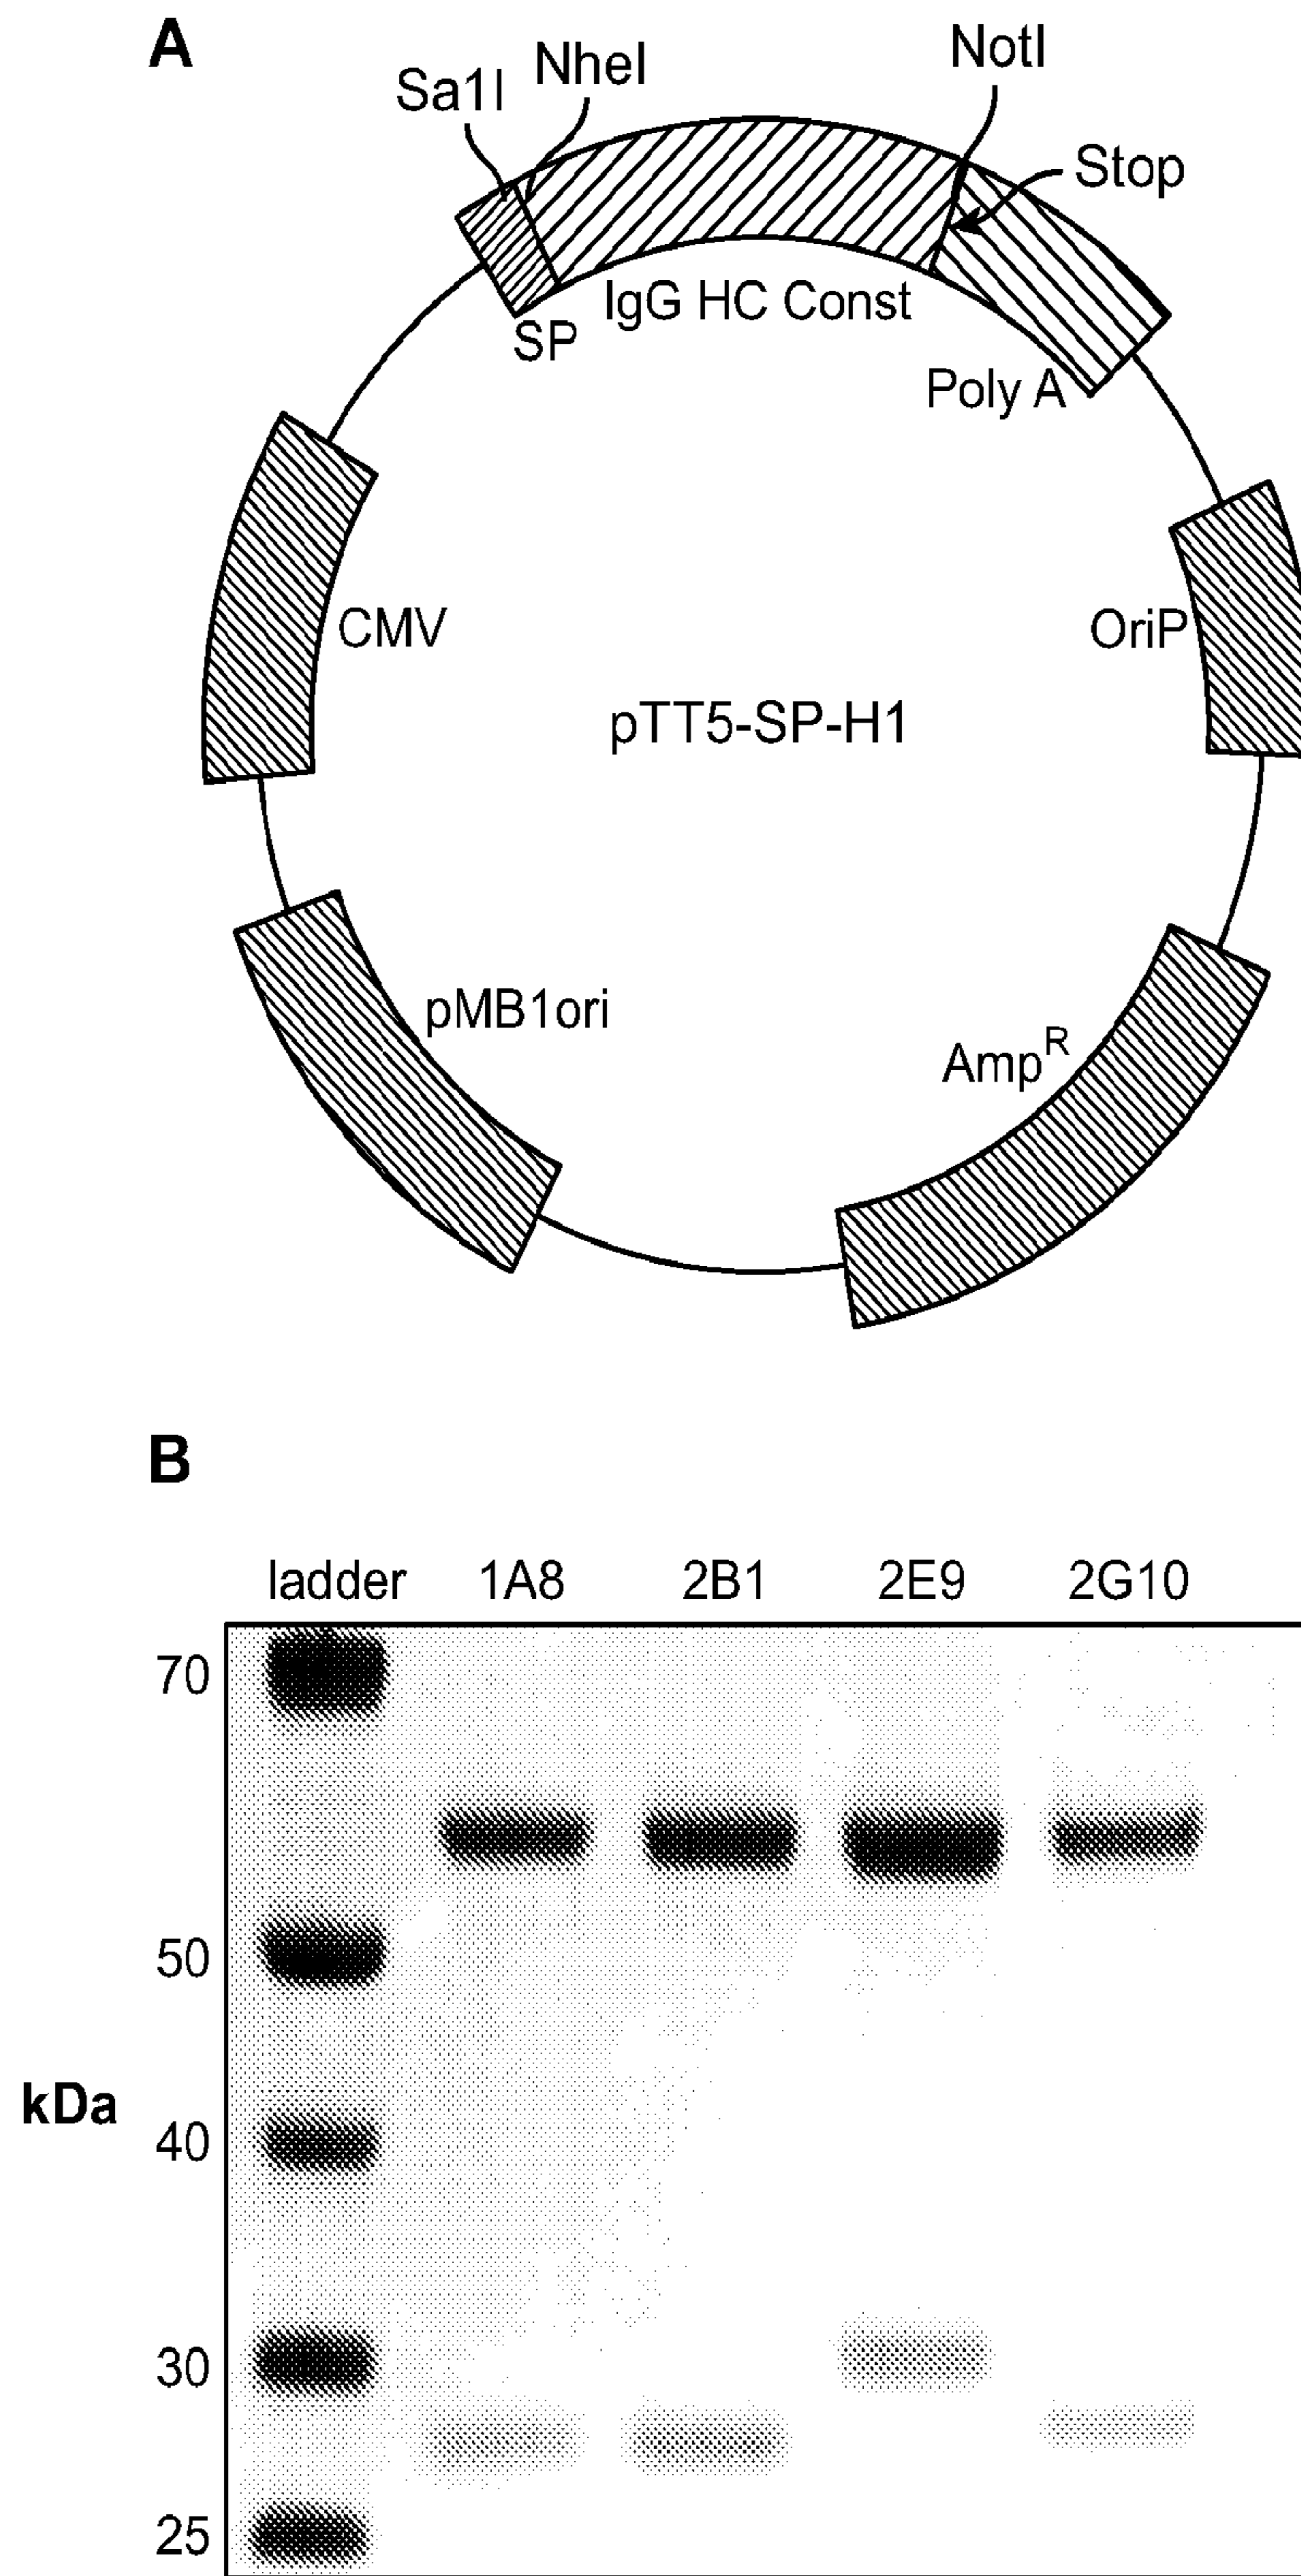 A
Sa1I
NheI
NotI
Stop
IgG HC Const
SP
Poly A
CMV
OriP
pTT5-SP-H1
pMB1ori
Amp^R
B
ladder 1A8 2B1 2E9 2G10
70
50
kDa
40
30
25